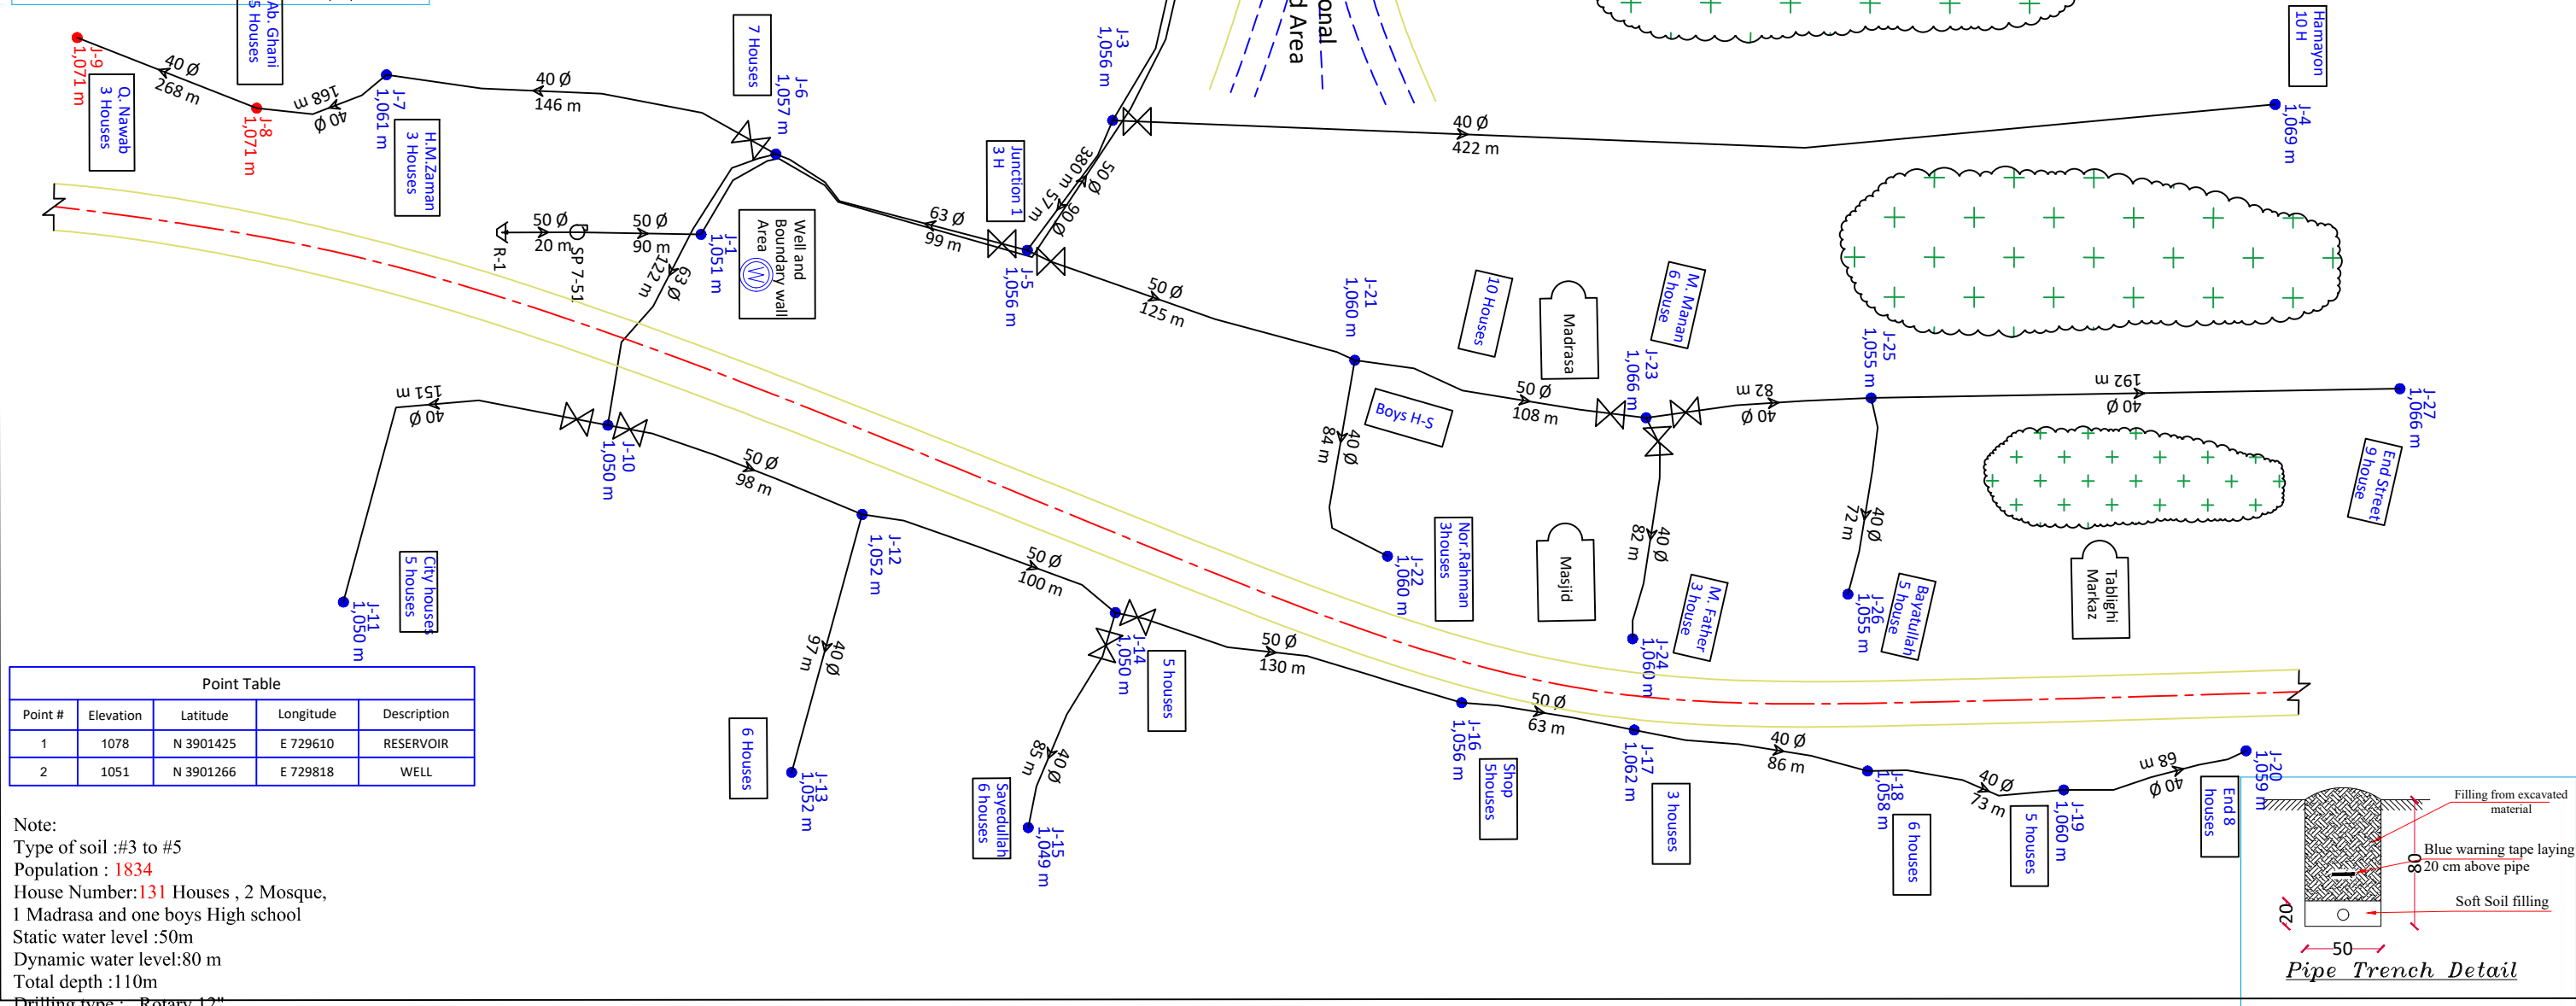 Ab. Ghani
5 Houses
7 Houses
J-3
1,056 m
onal
d Area
Hamayon
10 H
J-9
1,071 m
Q. Nawab
3 Houses
40 Ø
268 m
J-8
1,071 m
168 m
40 Ø
J-7
1,061 m
H.M.Zaman
3 Houses
40 Ø
146 m
J-6
1,057 m
Junction 1
3 H
380 m
50 Ø
57 m
90 Ø
40 Ø
422 m
J-4
1,069 m
R-1
50 Ø
20 m
SP 7-51
50 Ø
90 m
J-1
1,051 m
122 m
63 Ø
Well and
Boundary wall
Area
W
63 Ø
99 m
J-5
1,056 m
50 Ø
125 m
J-21
1,060 m
10 Houses
Madrasa
M. Manan
6 house
J-23
1,066 m
50 Ø
108 m
Boys H-S
40 Ø
84 m
82 m
40 Ø
J-25
1,055 m
192 m
40 Ø
J-27
1,066 m
End Street
9 house
151 m
40 Ø
J-10
1,050 m
50 Ø
98 m
J-12
1,052 m
50 Ø
100 m
J-22
1,060 m
Nor.Rahman
3houses
Masjid
40 Ø
82 m
M. Father
3 house
J-24
1,060 m
40 Ø
72 m
J-26
1,055 m
Bayatullah
5 house
Tablighi
Markaz
J-11
1,050 m
City houses
5 houses
40 Ø
97 m
J-14
1,050 m
5 houses
50 Ø
130 m
50 Ø
63 m
J-16
1,056 m
Shop
5houses
J-17
1,062 m
3 houses
40 Ø
86 m
J-18
1,058 m
6 houses
40 Ø
73 m
5 houses
J-19
1,060 m
68 m
40 Ø
J-20
1,059 m
End 8
houses
6 Houses
J-13
1,052 m
40 Ø
85 m
Sayedullah
6 houses
J-15
1,049 m
Point Table
Point # Elevation Latitude Longitude Description
1 1078 N 3901425 E 729610 RESERVOIR
2 1051 N 3901266 E 729818 WELL
Note:
Type of soil :#3 to #5
Population : 1834
House Number:131 Houses , 2 Mosque,
1 Madrasa and one boys High school
Static water level :50m
Dynamic water level:80 m
Total depth :110m
Drilling type : Rotary 12"
Filling from excavated
material
Blue warning tape laying
20 cm above pipe
Soft Soil filling
80
20
50
Pipe Trench Detail